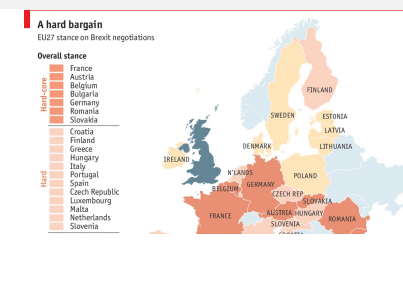 A hard bargain
EU27 stance on Brexit negotiations
Overall stance
Hard-core
France
Austria
Belgium
Bulgaria
Germany
Romania
Slovakia
Hard
Croatia
Finland
Greece
Hungary
Italy
Portugal
Spain
Czech Republic
Luxembourg
Malta
Netherlands
Slovenia
FINLAND
SWEDEN
ESTONIA
LATVIA
LITHUANIA
DENMARK
IRELAND
N'LANDS
POLAND
BELGIUM
GERMANY
CZECH REP.
SLOVAKIA
FRANCE
AUSTRIA
HUNGARY
ROMANIA
SLOVENIA
CROATIA